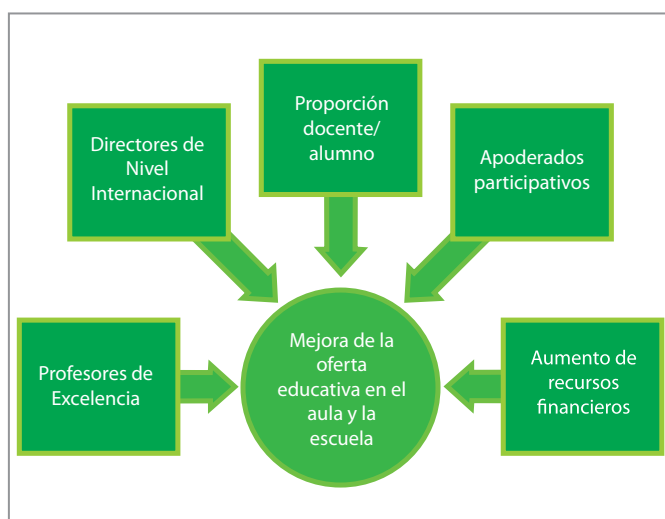 Proporción
docente/
alumno
Directores de
Nivel
Internacional
Apoderados
participativos
Profesores de
Excelencia
Mejora de la
oferta
educativa en el
aula y la
escuela
Aumento de
recursos
financieros